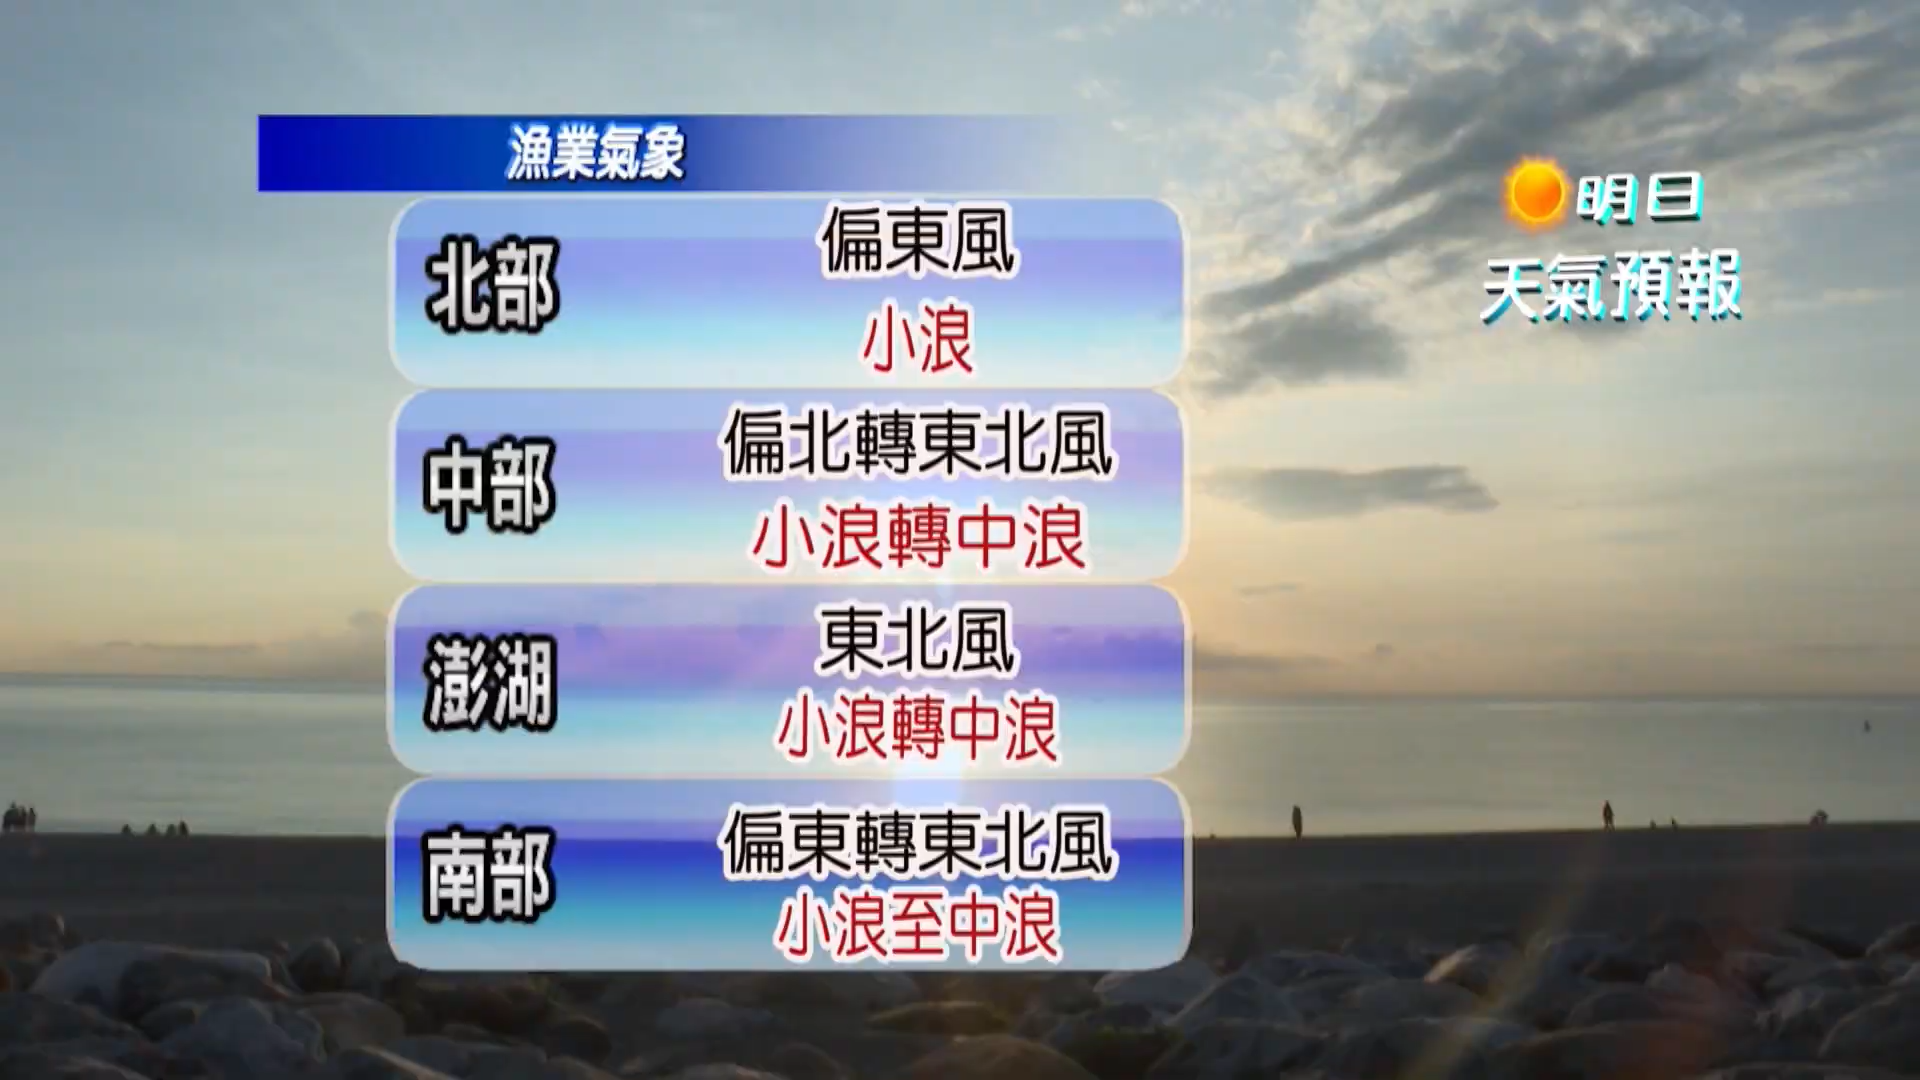 漁業氣象
明日
天氣預報
北部
偏東風
小浪
中部
偏北轉東北風
小浪轉中浪
澎湖
東北風
小浪轉中浪
南部
偏東轉東北風
小浪至中浪